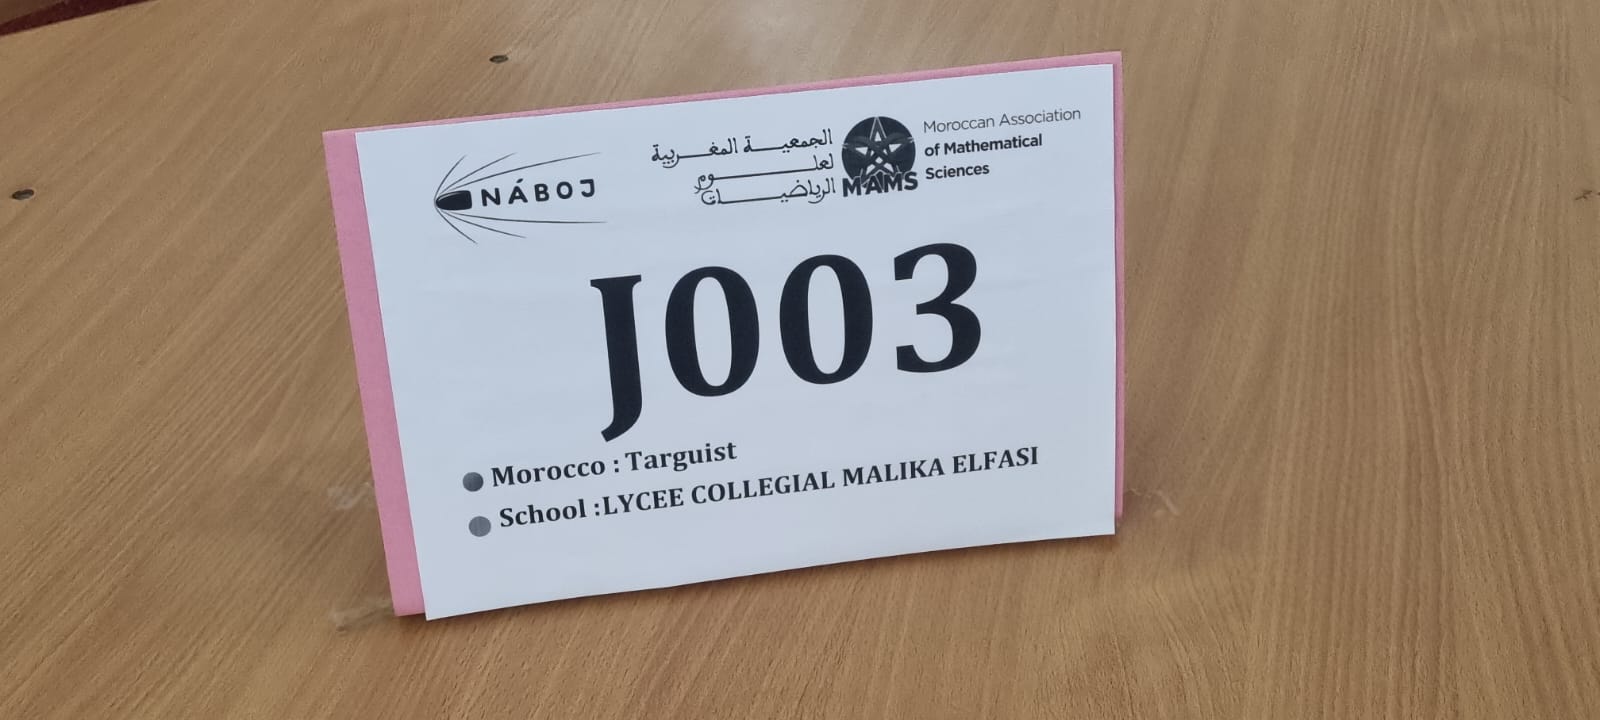 NÁBOJ
الجمعية المغربية
لعلوم
الرياضيات
MAMS
Moroccan Association
of Mathematical
Sciences
J003
Morocco : Targuist
School :LYCEE COLLEGIAL MALIKA ELFASI